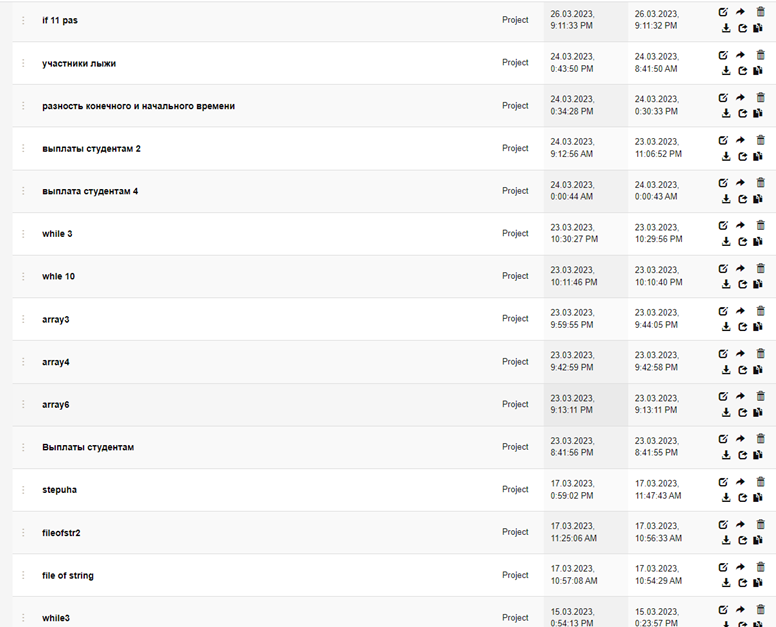 if 11 pas Project 26.03.2023, 26.03.2023,
9:11:33 PM 9:11:32 PM
участники лыжи Project 24.03.2023, 24.03.2023,
0:43:50 PM 8:41:50 AM
разность конечного и начального времени Project 24.03.2023, 24.03.2023,
0:34:28 PM 0:30:33 PM
выплаты студентам 2 Project 24.03.2023, 23.03.2023,
9:12:56 AM 11:06:52 PM
выплата студентам 4 Project 24.03.2023, 24.03.2023,
0:00:44 AM 0:00:43 AM
while 3 Project 23.03.2023, 23.03.2023,
10:30:27 PM 10:29:56 PM
whle 10 Project 23.03.2023, 23.03.2023,
10:11:46 PM 10:10:40 PM
array3 Project 23.03.2023, 23.03.2023,
9:59:55 PM 9:44:05 PM
array4 Project 23.03.2023, 23.03.2023,
9:42:59 PM 9:42:58 PM
array6 Project 23.03.2023, 23.03.2023,
9:13:11 PM 9:13:11 PM
Выплаты студентам Project 23.03.2023, 23.03.2023,
8:41:56 PM 8:41:55 PM
stepuha Project 17.03.2023, 17.03.2023,
0:59:02 PM 11:47:43 AM
fileofstr2 Project 17.03.2023, 17.03.2023,
11:25:06 AM 10:56:33 AM
file of string Project 17.03.2023, 17.03.2023,
10:57:08 AM 10:54:29 AM
while3 Project 15.03.2023, 15.03.2023,
0:54:13 PM 0:23:57 PM